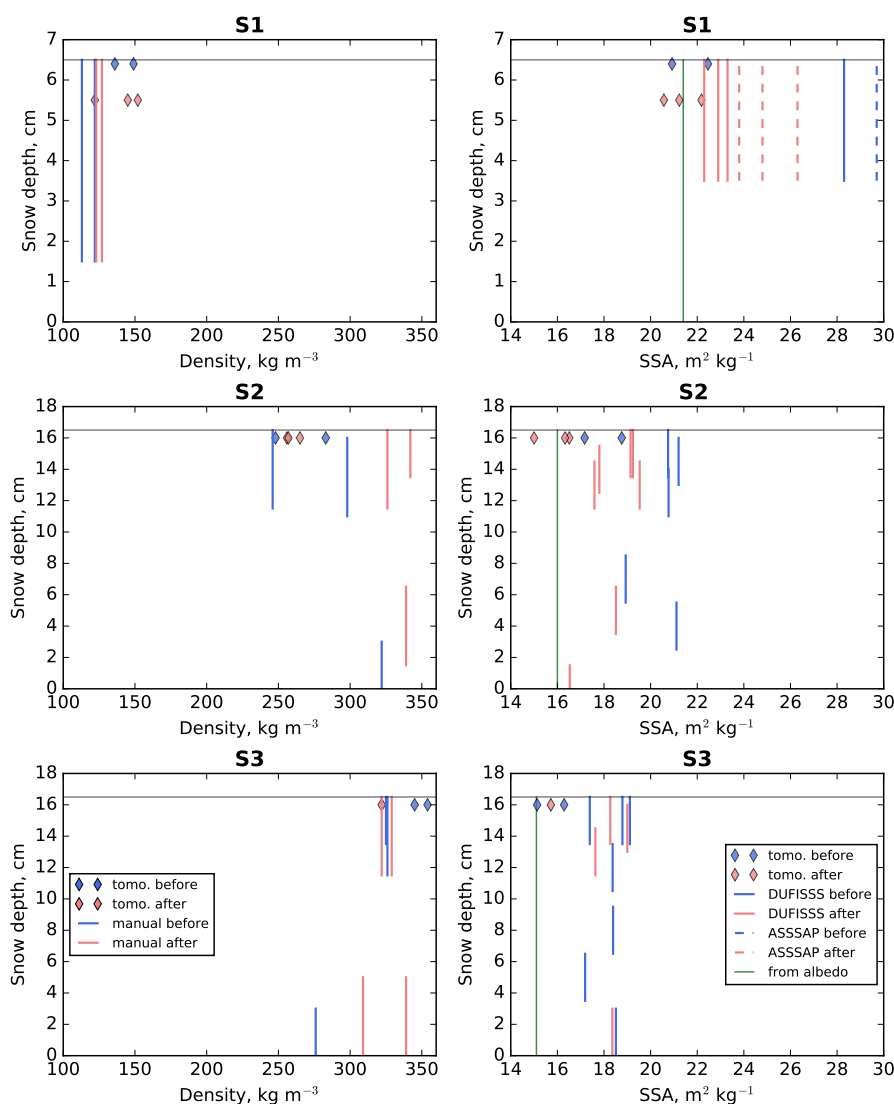 S1
7
6
5
4
3
2
1
0
Snow depth, cm
100 150 200 250 300 350
Density, kg m⁻³
S1
7
6
5
4
3
2
1
0
Snow depth, cm
14 16 18 20 22 24 26 28 30
SSA, m² kg⁻¹
S2
18
16
14
12
10
8
6
4
2
0
Snow depth, cm
100 150 200 250 300 350
Density, kg m⁻³
S2
18
16
14
12
10
8
6
4
2
0
Snow depth, cm
14 16 18 20 22 24 26 28 30
SSA, m² kg⁻¹
S3
18
16
14
12
10
8
6
4
2
0
Snow depth, cm
tomo. before
tomo. after
manual before
manual after
100 150 200 250 300 350
Density, kg m⁻³
S3
18
16
14
12
10
8
6
4
2
0
Snow depth, cm
tomo. before
tomo. after
DUFISSS before
DUFISSS after
ASSSAP before
ASSSAP after
from albedo
14 16 18 20 22 24 26 28 30
SSA, m² kg⁻¹